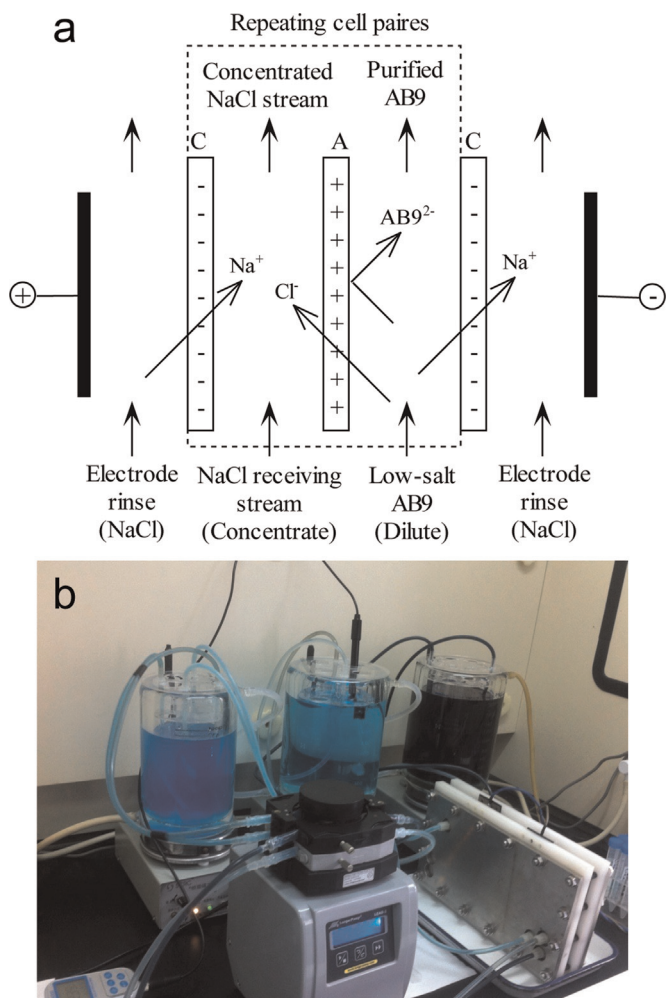 a
Repeating cell paires
Concentrated
NaCl stream
Purified
AB9
C
A
C
-
-
-
-
-
-
-
-
-
+
+
+
+
+
+
+
+
+
-
-
-
-
-
-
-
-
-
AB9²⁻
Na⁺
Cl⁻
Na⁺
+
-
Electrode
rinse
(NaCl)
NaCl receiving
stream
(Concentrate)
Low-salt
AB9
(Dilute)
Electrode
rinse
(NaCl)
b